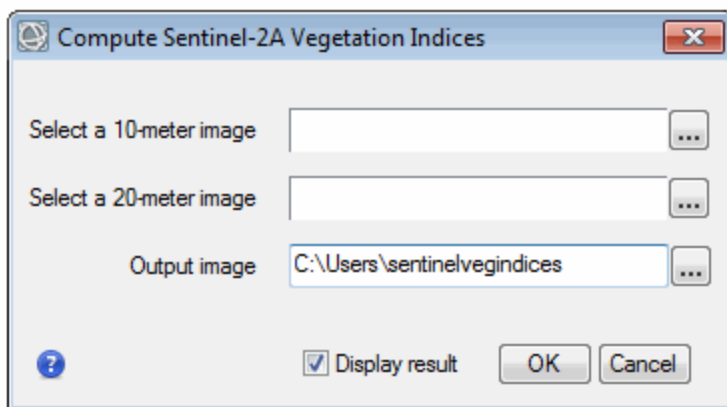 Compute Sentinel-2A Vegetation Indices
Select a 10-meter image
...
Select a 20-meter image
...
Output image C:\Users\sentinelvegindices ...
? Display result OK Cancel